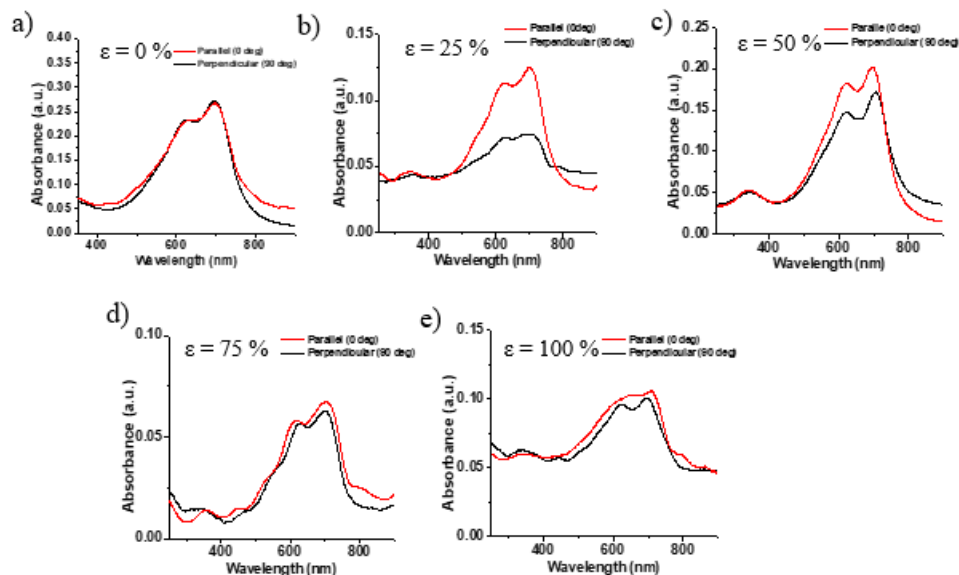 a)
ε = 0 %
Parallel (0 deg)
Perpendicular (90 deg)
0.40
0.35
0.30
0.25
0.20
0.15
0.10
0.05
0.00
Absorbance (a.u.)
400 600 800
Wavelength (nm)
b)
ε = 25 %
Parallel (0 deg)
Perpendicular (90 deg)
0.15
0.10
0.05
0.00
Absorbance (a.u.)
400 600 800
Wavelength (nm)
c)
ε = 50 %
Paralle (0 deg)
Perpendicular (90 deg)
0.25
0.20
0.15
0.10
0.05
0.00
Absorbance (a.u.)
400 600 800
Wavelength (nm)
d)
ε = 75 %
Parallel (0 deg)
Perpendicular (90 deg)
0.10
0.05
0.00
Absorbance (a.u.)
400 600 800
Wavelength (nm)
e)
ε = 100 %
Parallel (0 deg)
Perpendicular (90 deg)
0.15
0.10
0.05
0.00
Absorbance (a.u.)
400 600 800
Wavelength (nm)